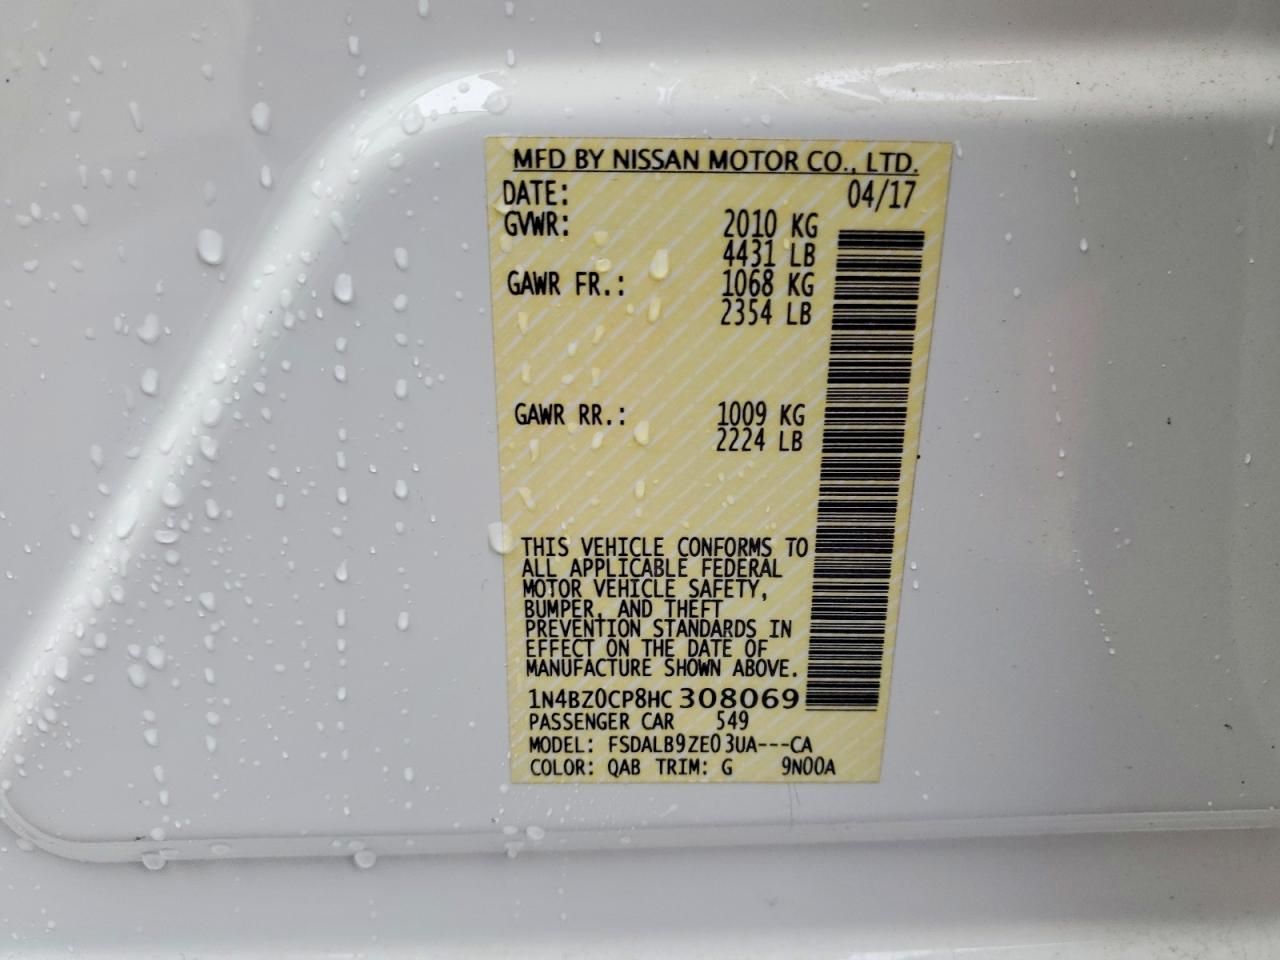 MFD BY NISSAN MOTOR CO., LTD.
DATE: 04/17
GVWR: 2010 KG
4431 LB
GAWR FR.: 1068 KG
2354 LB
GAWR RR.: 1009 KG
2224 LB
THIS VEHICLE CONFORMS TO
ALL APPLICABLE FEDERAL
MOTOR VEHICLE SAFETY,
BUMPER, AND THEFT
PREVENTION STANDARDS IN
EFFECT ON THE DATE OF
MANUFACTURE SHOWN ABOVE.
1N4BZ0CP8HC308069
PASSENGER CAR 549
MODEL: FSDALB9ZE03UA---CA
COLOR: QAB TRIM: G 9N00A